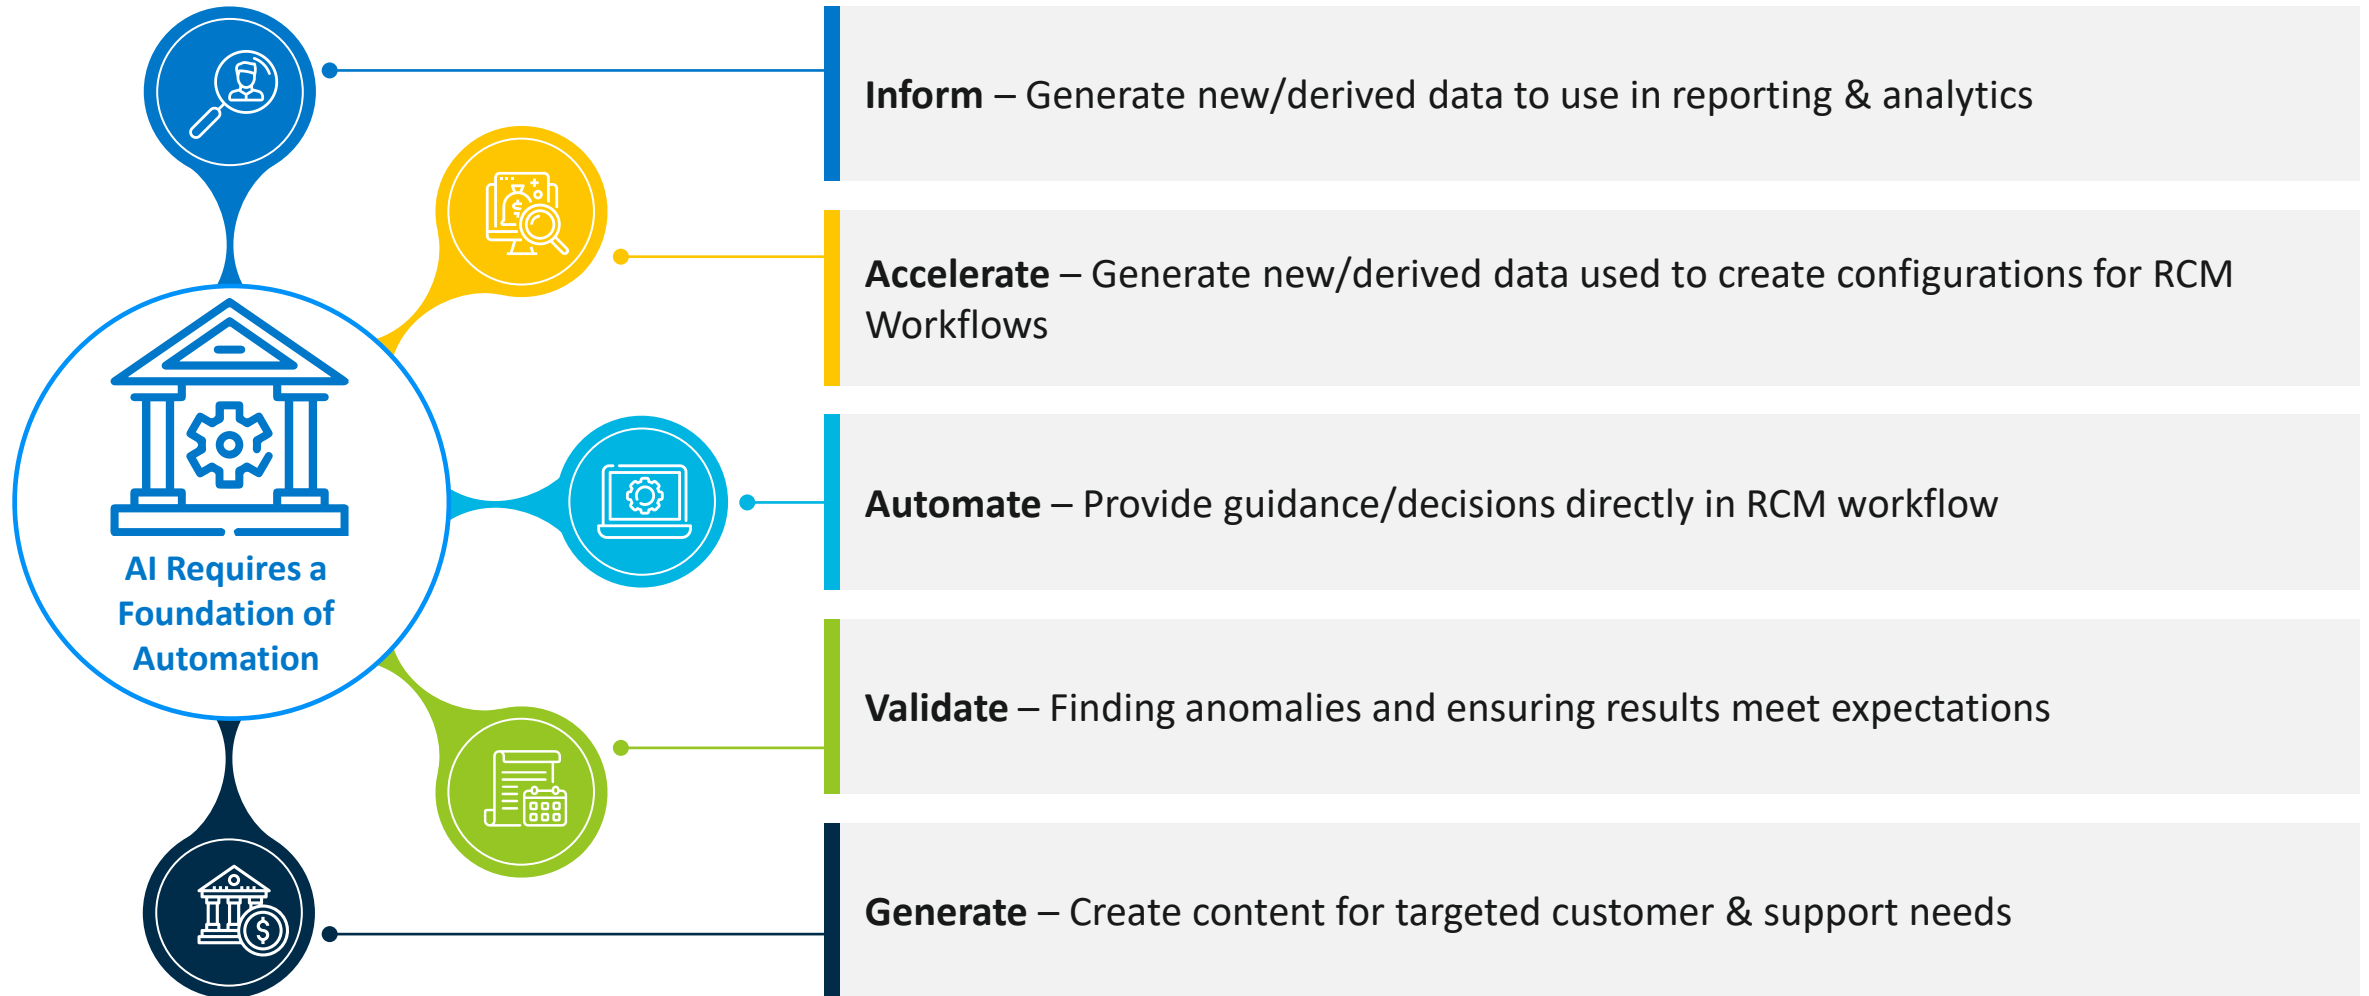 Inform – Generate new/derived data to use in reporting & analytics
Accelerate – Generate new/derived data used to create configurations for RCM
Workflows
AI Requires a
Foundation of
Automation
Automate – Provide guidance/decisions directly in RCM workflow
Validate – Finding anomalies and ensuring results meet expectations
Generate – Create content for targeted customer & support needs